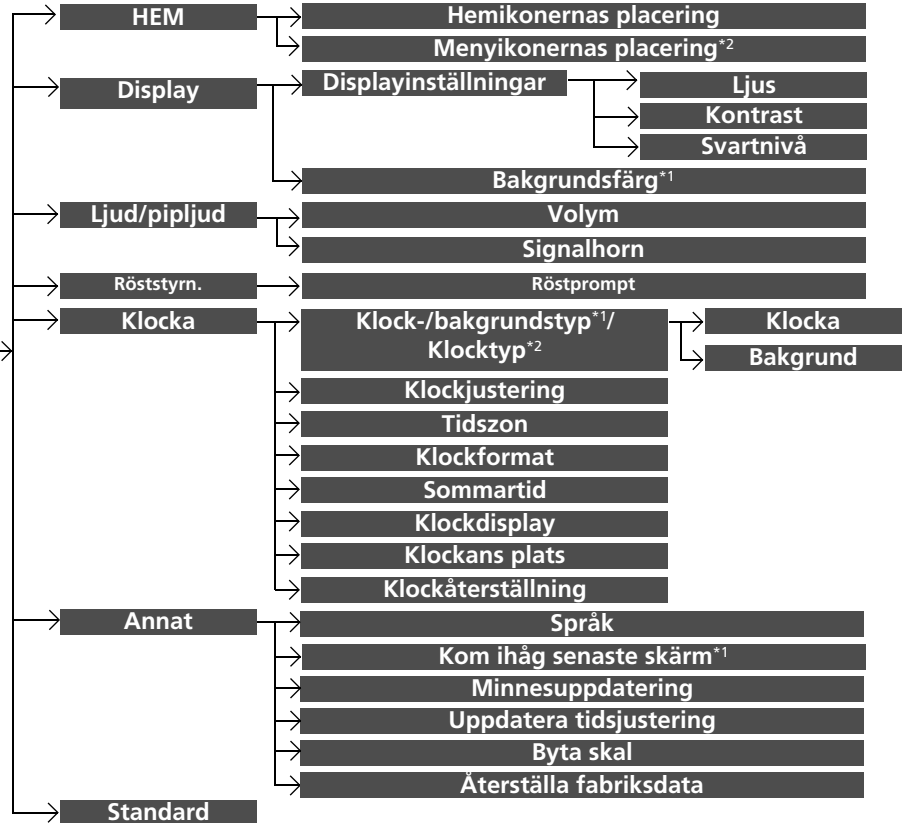 HEM
Hemikonernas placering
Menyikonernas placering*2
Display
Displayinställningar
Ljus
Kontrast
Svartnivå
Bakgrundsfärg*1
Ljud/pipljud
Volym
Signalhorn
Röststyrn.
Röstprompt
Klocka
Klock-/bakgrundstyp*1/
Klocktyp*2
Klocka
Bakgrund
Klockjustering
Tidszon
Klockformat
Sommartid
Klockdisplay
Klockans plats
Klockåterställning
Annat
Språk
Kom ihåg senaste skärm*1
Minnesuppdatering
Uppdatera tidsjustering
Byta skal
Återställa fabriksdata
Standard